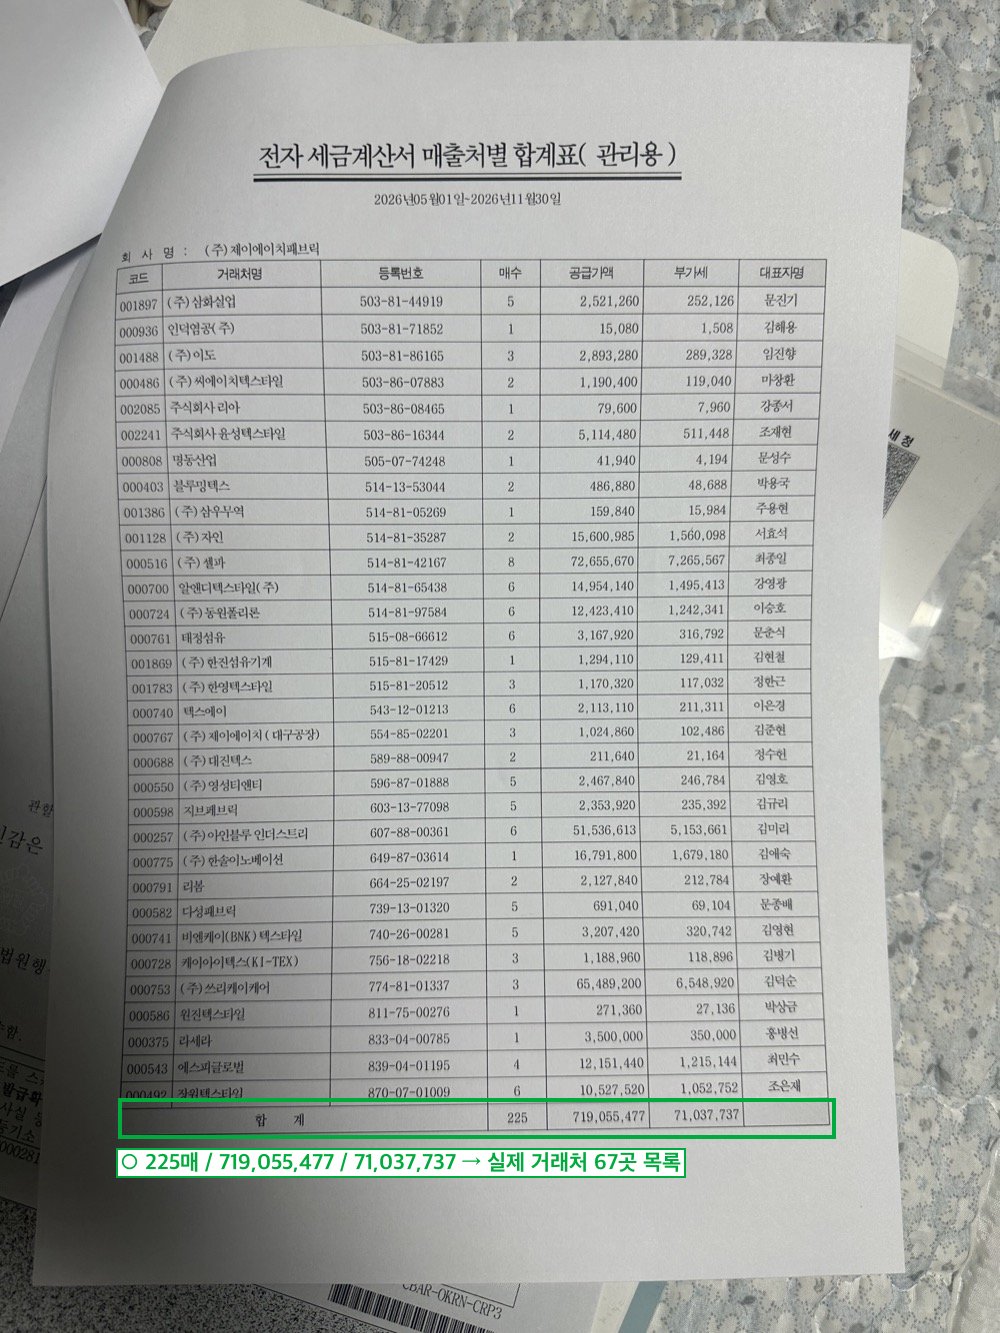 전자 세금계산서 매출처별 합계표( 관리용 )
2026년05월01일~2026년11월30일
회 사 명 : (주)제이에이치패브릭
코드 거래처명 등록번호 매수 공급가액 부가세 대표자명
001897 (주)삼화실업 503-81-44919 5 2,521,260 252,126 문진기
000936 인덕염공(주) 503-81-71852 1 15,080 1,508 김해용
001488 (주)이도 503-81-86165 3 2,893,280 289,328 임진향
000486 (주)씨에이치텍스타일 503-86-07883 2 1,190,400 119,040 마창환
002085 주식회사 리아 503-86-08465 1 79,600 7,960 강종서
002241 주식회사 윤성텍스타일 503-86-16344 2 5,114,480 511,448 조재현
000808 명동산업 505-07-74248 1 41,940 4,194 문성수
000403 블루밍텍스 514-13-53044 2 486,880 48,688 박용국
001386 (주)삼우무역 514-81-05269 1 159,840 15,984 주용현
001128 (주)자인 514-81-35287 2 15,600,985 1,560,098 서효석
000516 (주)셀파 514-81-42167 8 72,655,670 7,265,567 최종일
000700 알앤디텍스타일(주) 514-81-65438 6 14,954,140 1,495,413 강영광
000724 (주)동원폴리론 514-81-97584 6 12,423,410 1,242,341 이승호
000761 태정섬유 515-08-66612 6 3,167,920 316,792 문춘식
001869 (주)한진섬유기계 515-81-17429 1 1,294,110 129,411 김현철
001783 (주)한영텍스타일 515-81-20512 3 1,170,320 117,032 정한근
000740 텍스에이 543-12-01213 6 2,113,110 211,311 이은경
000767 (주)제이에이치(대구공장) 554-85-02201 3 1,024,860 102,486 김준현
000688 (주)대진텍스 589-88-00947 2 211,640 21,164 정수헌
000550 (주)영성티엔티 596-87-01888 5 2,467,840 246,784 김영호
000598 지브패브릭 603-13-77098 5 2,353,920 235,392 김규리
000257 (주)아인블루 인더스트리 607-88-00361 6 51,536,613 5,153,661 김미리
000775 (주)한솔이노베이션 649-87-03614 1 16,791,800 1,679,180 김애숙
000791 리봄 664-25-02197 2 2,127,840 212,784 장예환
000582 다성패브릭 739-13-01320 5 691,040 69,104 문종배
000741 비엔케이(BNK)텍스타일 740-26-00281 5 3,207,420 320,742 김영현
000728 케이아이텍스(KI-TEX) 756-18-02218 3 1,188,960 118,896 김병기
000753 (주)쓰리케이케어 774-81-01337 3 65,489,200 6,548,920 김덕순
000586 원진텍스타일 811-75-00276 1 271,360 27,136 박상금
000375 라세라 833-04-00785 1 3,500,000 350,000 홍병선
000543 에스피글로벌 839-04-01195 4 12,151,440 1,215,144 최민수
000492 장원텍스타일 870-07-01009 6 10,527,520 1,052,752 조은재
합 계 225 719,055,477 71,037,737
○ 225매 / 719,055,477 / 71,037,737 → 실제 거래처 67곳 목록
세청
관할
법원행
CBAR-OKRN-CRP3